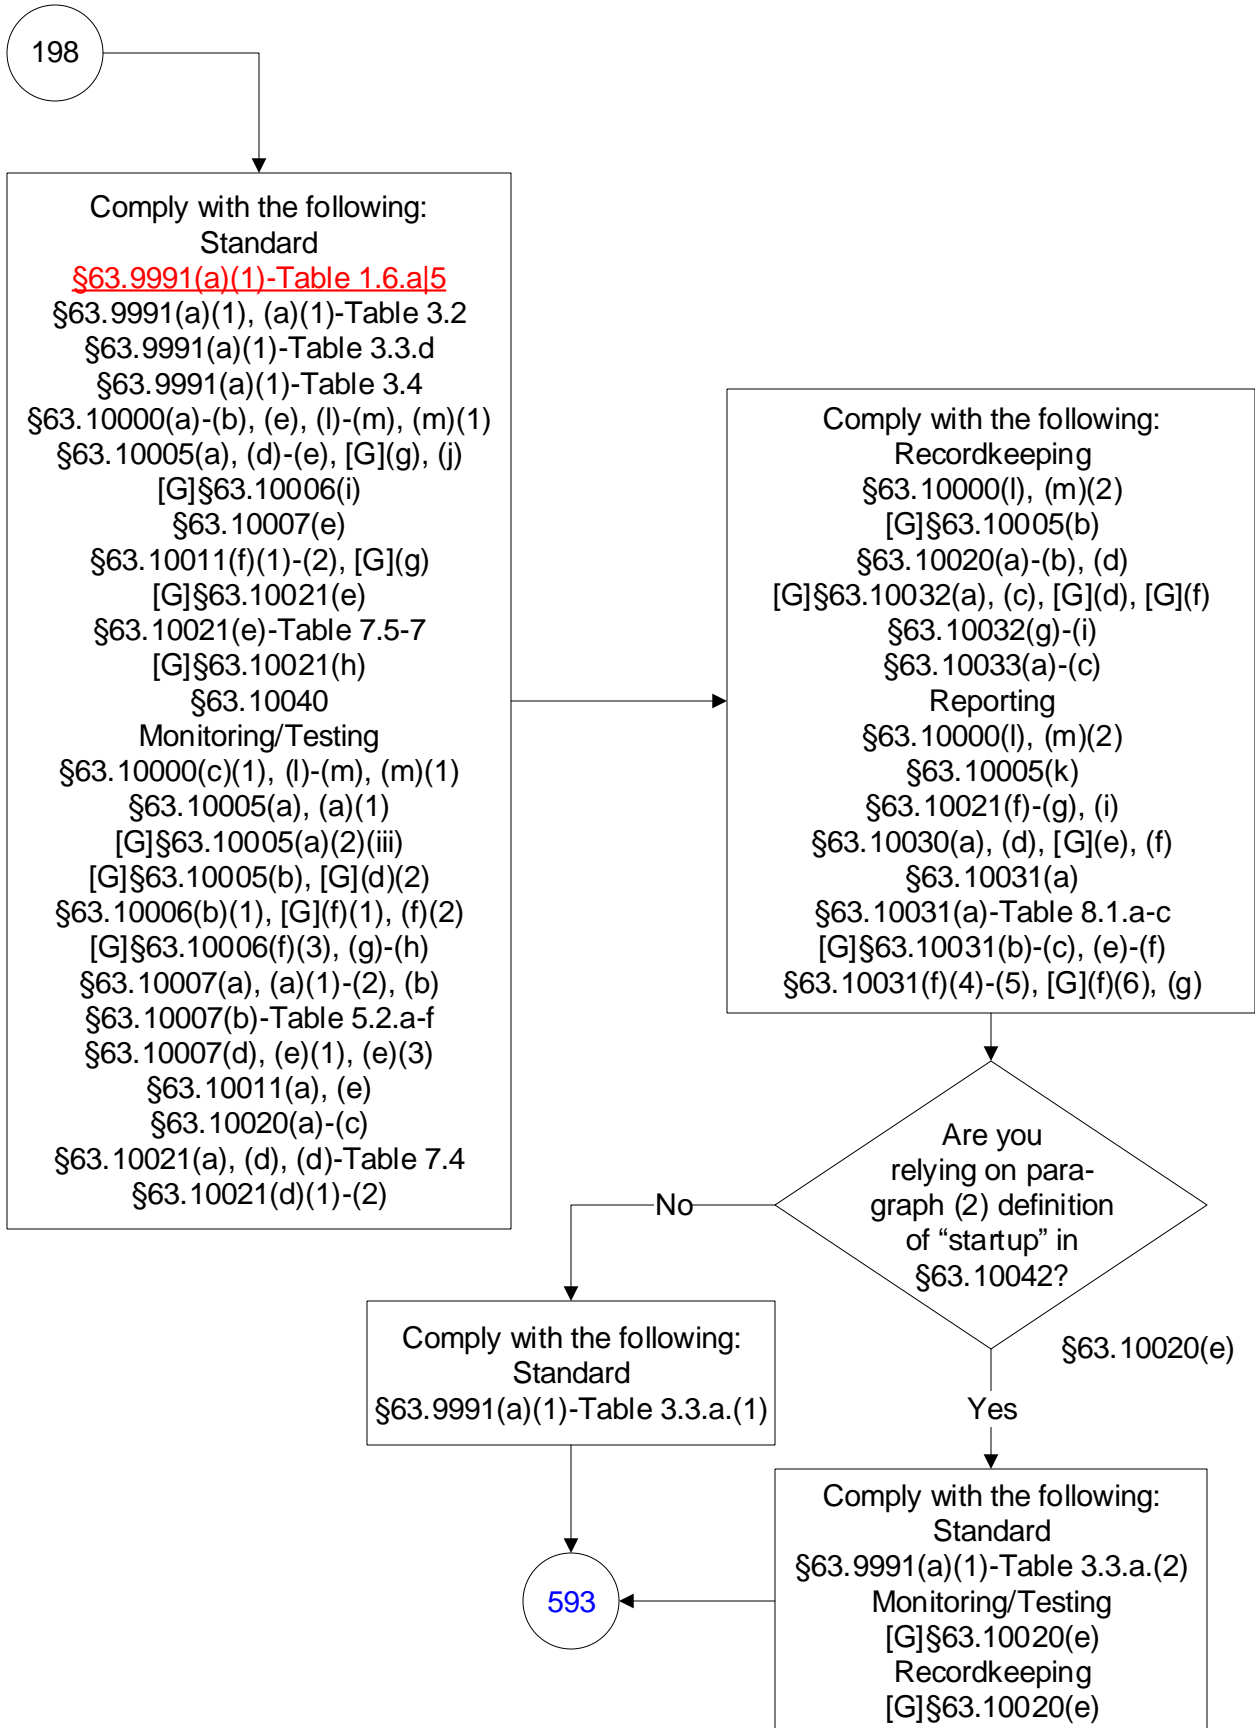 198
Comply with the following:
Standard
§63.9991(a)(1)-Table 1.6.a|5
§63.9991(a)(1), (a)(1)-Table 3.2
§63.9991(a)(1)-Table 3.3.d
§63.9991(a)(1)-Table 3.4
§63.10000(a)-(b), (e), (l)-(m), (m)(1)
§63.10005(a), (d)-(e), [G](g), (j)
[G]§63.10006(i)
§63.10007(e)
§63.10011(f)(1)-(2), [G](g)
[G]§63.10021(e)
§63.10021(e)-Table 7.5-7
[G]§63.10021(h)
§63.10040
Monitoring/Testing
§63.10000(c)(1), (l)-(m), (m)(1)
§63.10005(a), (a)(1)
[G]§63.10005(a)(2)(iii)
[G]§63.10005(b), [G](d)(2)
§63.10006(b)(1), [G](f)(1), (f)(2)
[G]§63.10006(f)(3), (g)-(h)
§63.10007(a), (a)(1)-(2), (b)
§63.10007(b)-Table 5.2.a-f
§63.10007(d), (e)(1), (e)(3)
§63.10011(a), (e)
§63.10020(a)-(c)
§63.10021(a), (d), (d)-Table 7.4
§63.10021(d)(1)-(2)
Comply with the following:
Recordkeeping
§63.10000(l), (m)(2)
[G]§63.10005(b)
§63.10020(a)-(b), (d)
[G]§63.10032(a), (c), [G](d), [G](f)
§63.10032(g)-(i)
§63.10033(a)-(c)
Reporting
§63.10000(l), (m)(2)
§63.10005(k)
§63.10021(f)-(g), (i)
§63.10030(a), (d), [G](e), (f)
§63.10031(a)
§63.10031(a)-Table 8.1.a-c
[G]§63.10031(b)-(c), (e)-(f)
§63.10031(f)(4)-(5), [G](f)(6), (g)
Are you
relying on para-
graph (2) definition
of “startup” in
§63.10042?
§63.10020(e)
No
Comply with the following:
Standard
§63.9991(a)(1)-Table 3.3.a.(1)
Yes
Comply with the following:
Standard
§63.9991(a)(1)-Table 3.3.a.(2)
Monitoring/Testing
[G]§63.10020(e)
Recordkeeping
[G]§63.10020(e)
593